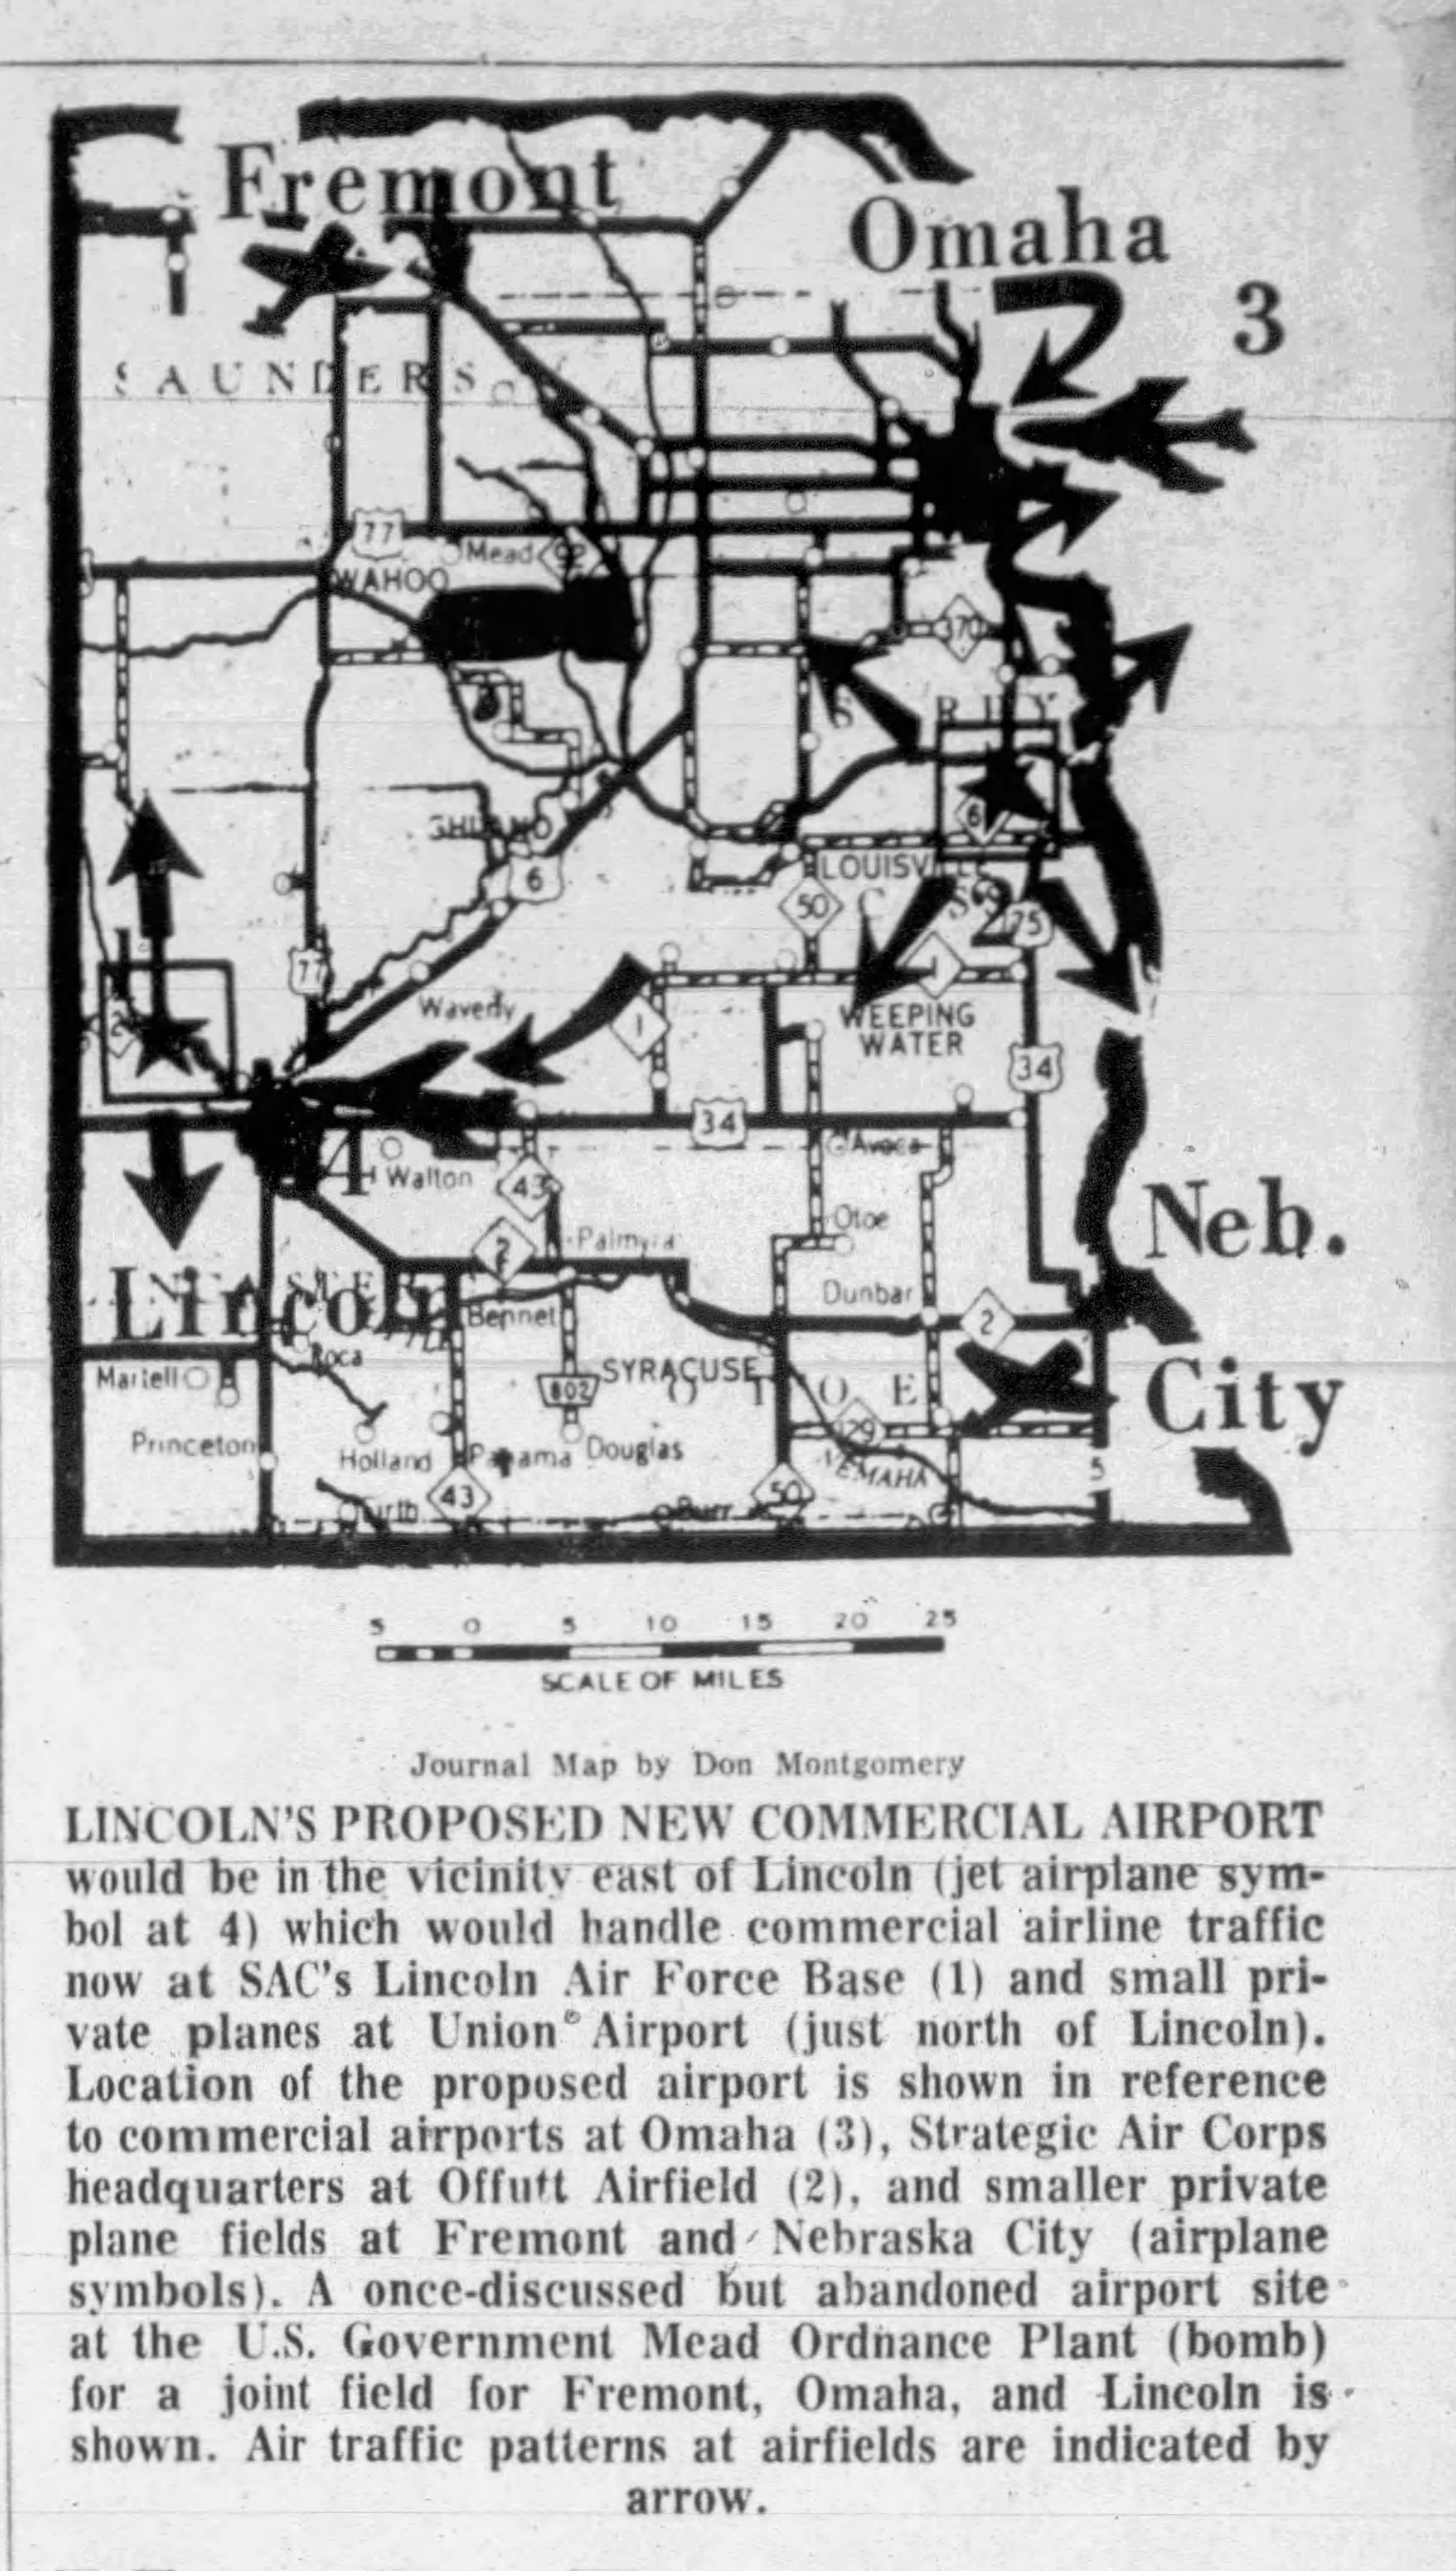 Fremont
Omaha
3
SAUNDERS
77
Mead 92
WAHOO
370
6
LOUISVILLE
50
6
2
75
77
1
Waverly
1
WEEPING
WATER
34
34
Avoca
4
Walton
43
Otoe
Neb.
2
Palmyra
Dunbar
Lincoln
Bennet
2
Roca
SYRACUSE
Martell
802
O T O E
City
Princeton
129
Holland
Panama
Douglas
NEMAHA
43
50
Firth
Burr
5 0 5 10 15 20 25
SCALE OF MILES
Journal Map by Don Montgomery
LINCOLN'S PROPOSED NEW COMMERCIAL AIRPORT
would be in the vicinity east of Lincoln (jet airplane sym-
bol at 4) which would handle commercial airline traffic
now at SAC's Lincoln Air Force Base (1) and small pri-
vate planes at Union Airport (just north of Lincoln).
Location of the proposed airport is shown in reference
to commercial airports at Omaha (3), Strategic Air Corps
headquarters at Offutt Airfield (2), and smaller private
plane fields at Fremont and Nebraska City (airplane
symbols). A once-discussed but abandoned airport site
at the U.S. Government Mead Ordnance Plant (bomb)
for a joint field for Fremont, Omaha, and Lincoln is
shown. Air traffic patterns at airfields are indicated by
arrow.